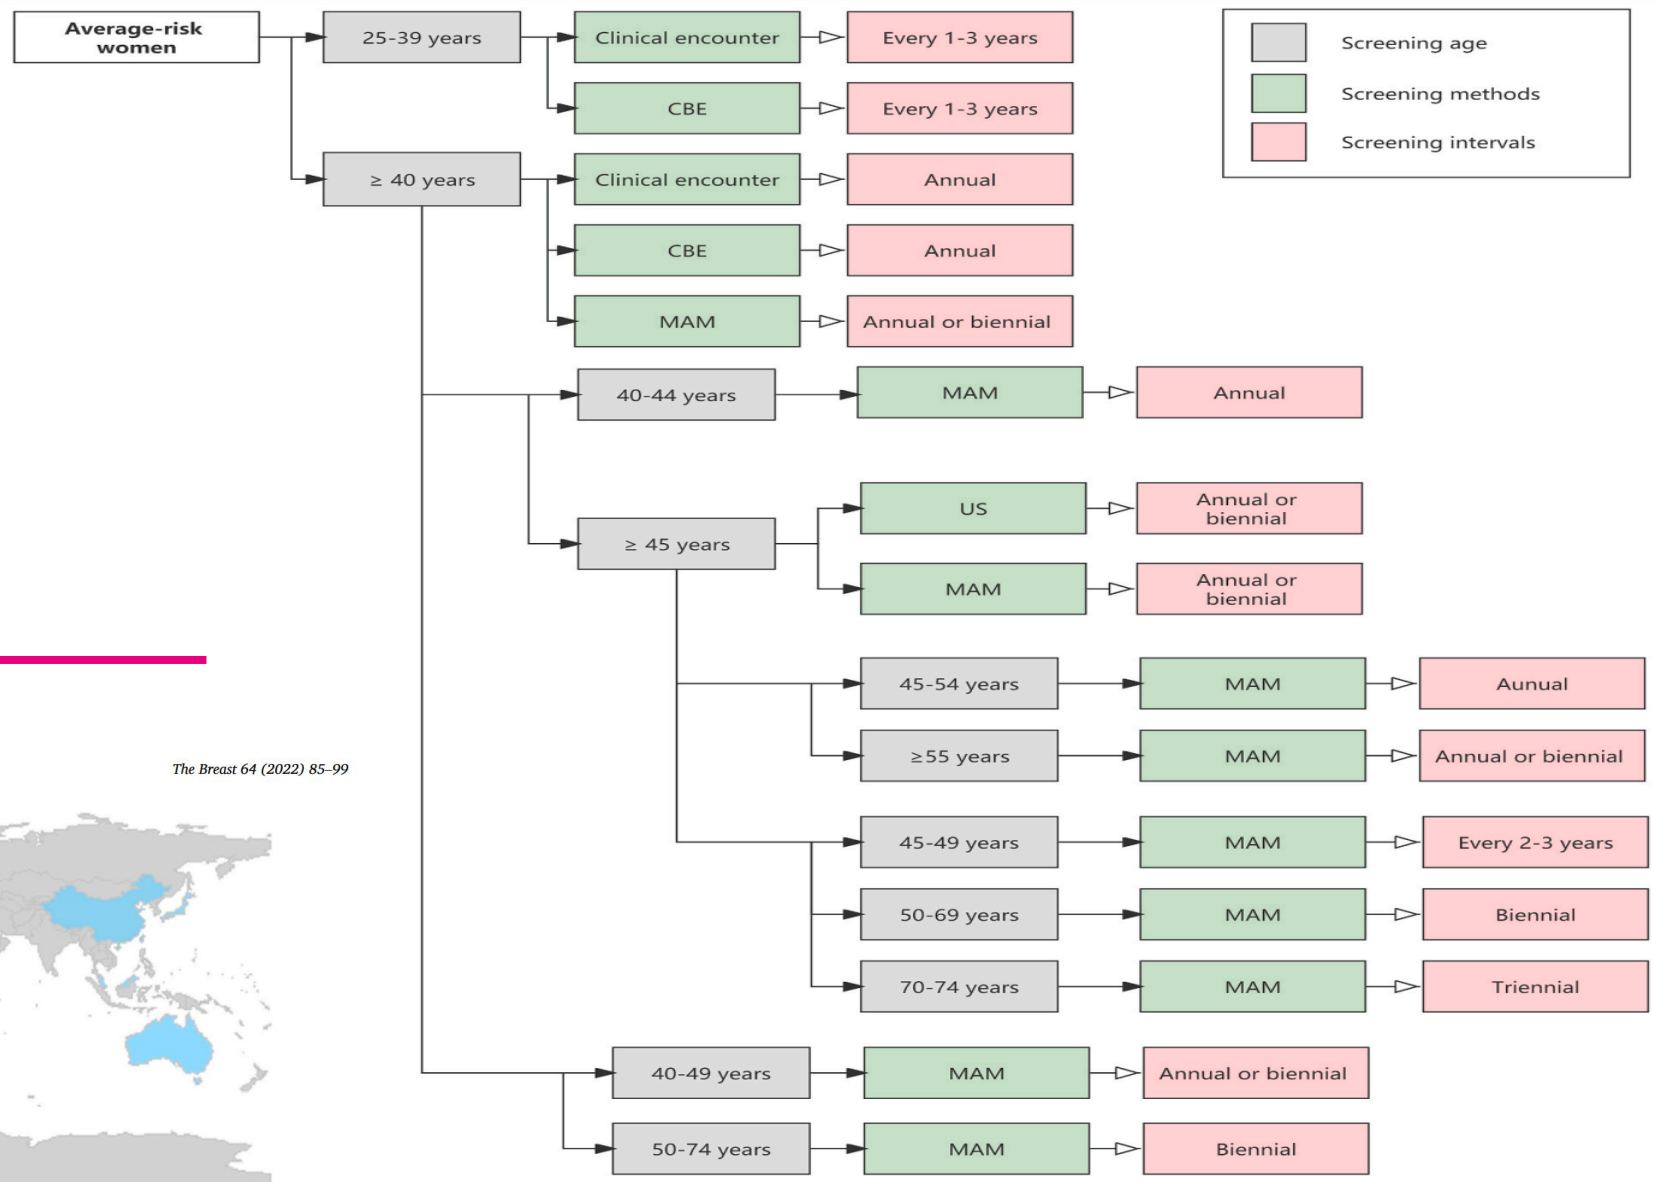 Average-risk
women
25-39 years
Clinical encounter
Every 1-3 years
CBE
Every 1-3 years
≥ 40 years
Clinical encounter
Annual
CBE
Annual
MAM
Annual or biennial
40-44 years
MAM
Annual
≥ 45 years
US
Annual or
biennial
MAM
Annual or
biennial
45-54 years
MAM
Aunual
≥55 years
MAM
Annual or biennial
45-49 years
MAM
Every 2-3 years
50-69 years
MAM
Biennial
70-74 years
MAM
Triennial
40-49 years
MAM
Annual or biennial
50-74 years
MAM
Biennial
Screening age
Screening methods
Screening intervals
The Breast 64 (2022) 85–99